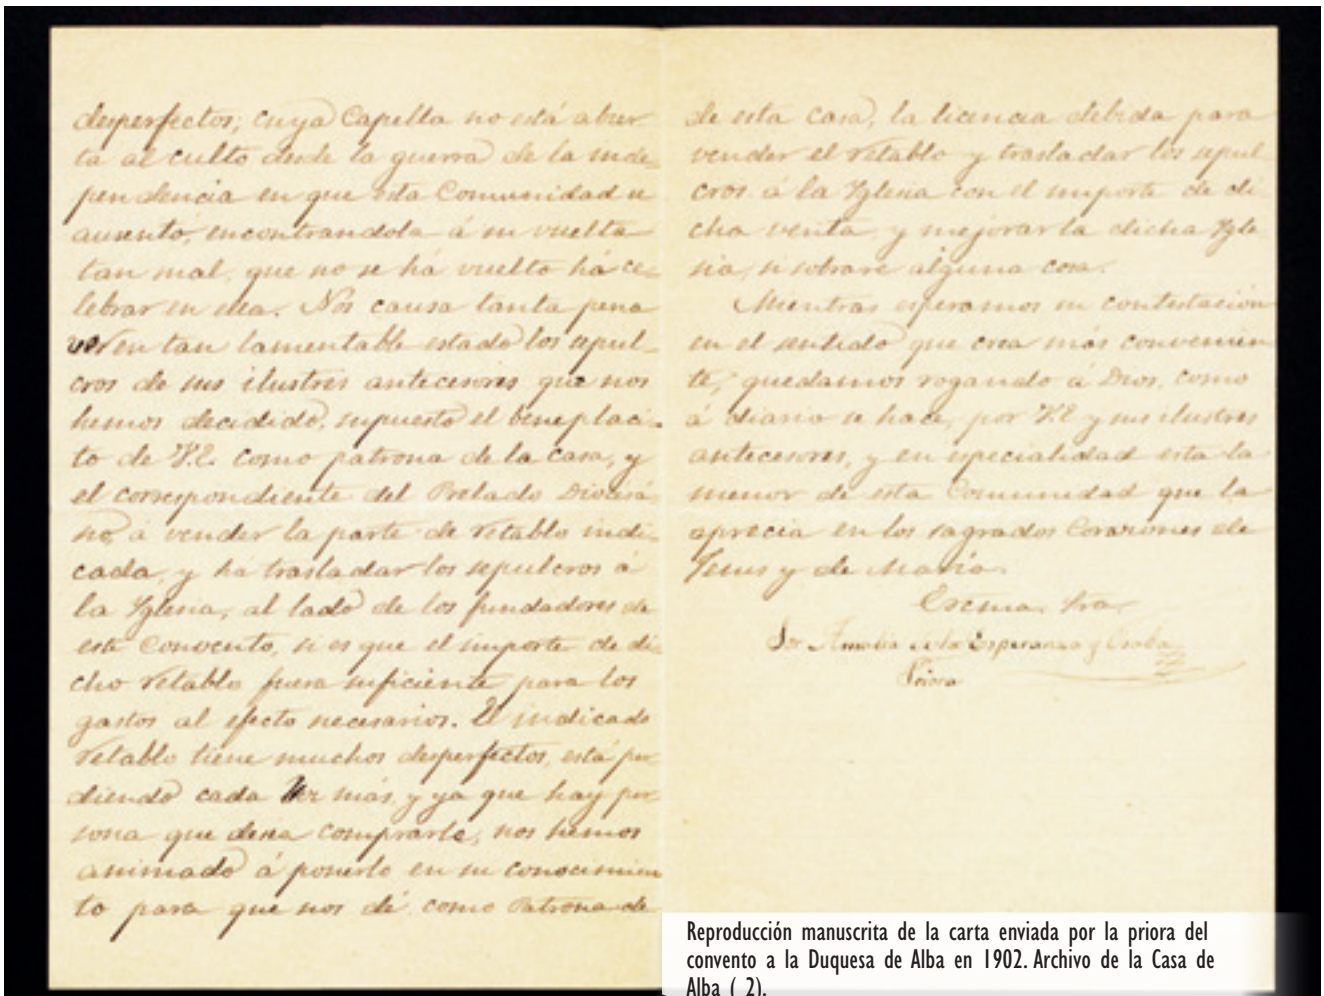 desperfectos; cuya Capilla no está abier-
ta al culto desde la guerra de la inde-
pendencia en que esta Comunidad se
ausentó, encontrandola á su vuelta
tan mal, que no se há vuelto há ce-
lebrar en ella. Nos causa tanta pena
ver en tan lamentable estado los sepul-
cros de sus ilustres antecesores que nos
hemos decidido, supuesto el beneplaci-
to de V.E. como patrona de la casa, y
el correspondiente del Prelado Diocesá-
no, á vender la parte de retablo indi-
cada, y há trasladar los sepulcros á
la Yglesia, al lado de los fundadores de
este Convento, si es que el importe de di-
cho retablo fuera suficiente para los
gastos al efecto necesarios. El indicado
retablo tiene muchos desperfectos, está per-
diendo cada vez más, y ya que hay per-
sona que desea comprarle, nos hemos
animado á ponerlo en su conocimien-
to para que nos dé, como Patrona de
de esta casa, la licencia debida para
vender el retablo y trasladar los sepul-
cros á la Yglesia con el importe de di-
cha venta, y mejorar la dicha Ygle-
sia, si sobrare alguna cosa.
Mientras esperamos su contestación
en el sentido que crea más convenien-
te, quedamos rogando á Dios, como
á diario se hace, por V.E y sus ilustres
antecesores, y en especialidad esta la
menor de esta Comunidad que la
aprecia en los sagrados Corazones de
Jesus y de María.
Excma. Sra.
Sor Amalia de la Esperanza y
Priora
Reproducción manuscrita de la carta enviada por la priora del
convento a la Duquesa de Alba en 1902. Archivo de la Casa de
Alba ( 2).